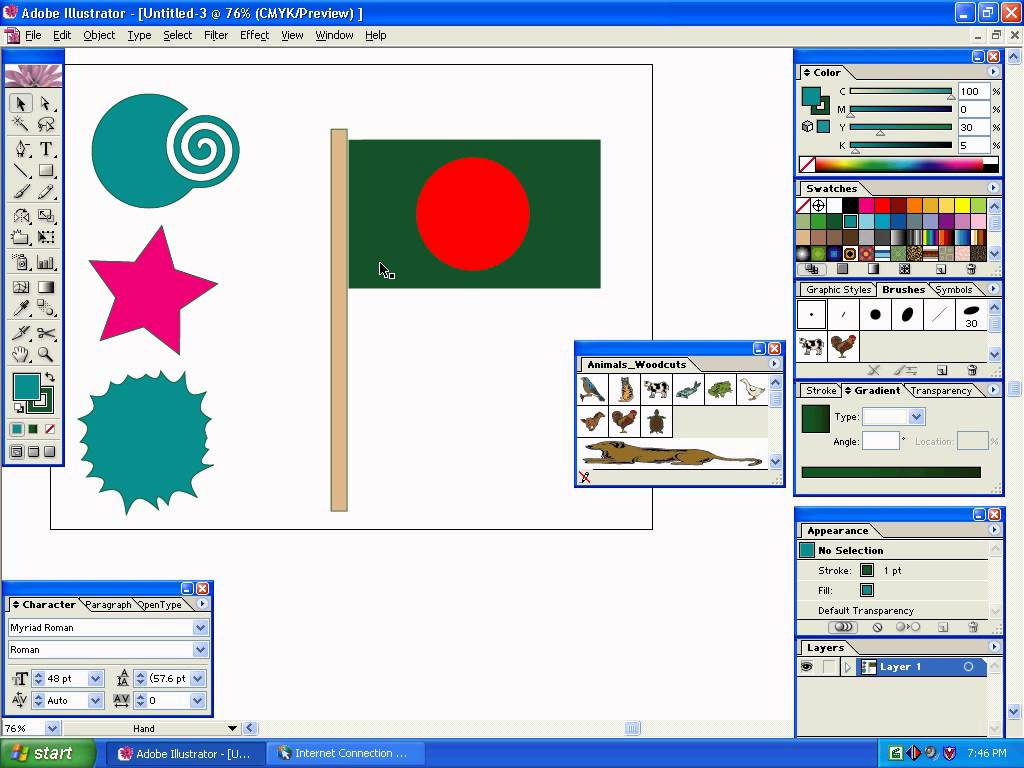 Adobe Illustrator - [Untitled-3 @ 76% (CMYK/Preview) ]
File Edit Object Type Select Filter Effect View Window Help
Color
C 100 %
M 0 %
Y 30 %
K 5 %
Swatches
Graphic Styles Brushes Symbols
30
Animals_Woodcuts
Stroke Gradient Transparency
Type:
Angle: ° Location: %
Appearance
No Selection
Stroke: 1 pt
Fill:
Default Transparency
Layers
Layer 1
Character Paragraph OpenType
Myriad Roman
Roman
48 pt (57.6 pt
Auto 0
76% Hand
start Adobe Illustrator - [U... Internet Connection ... 7:46 PM